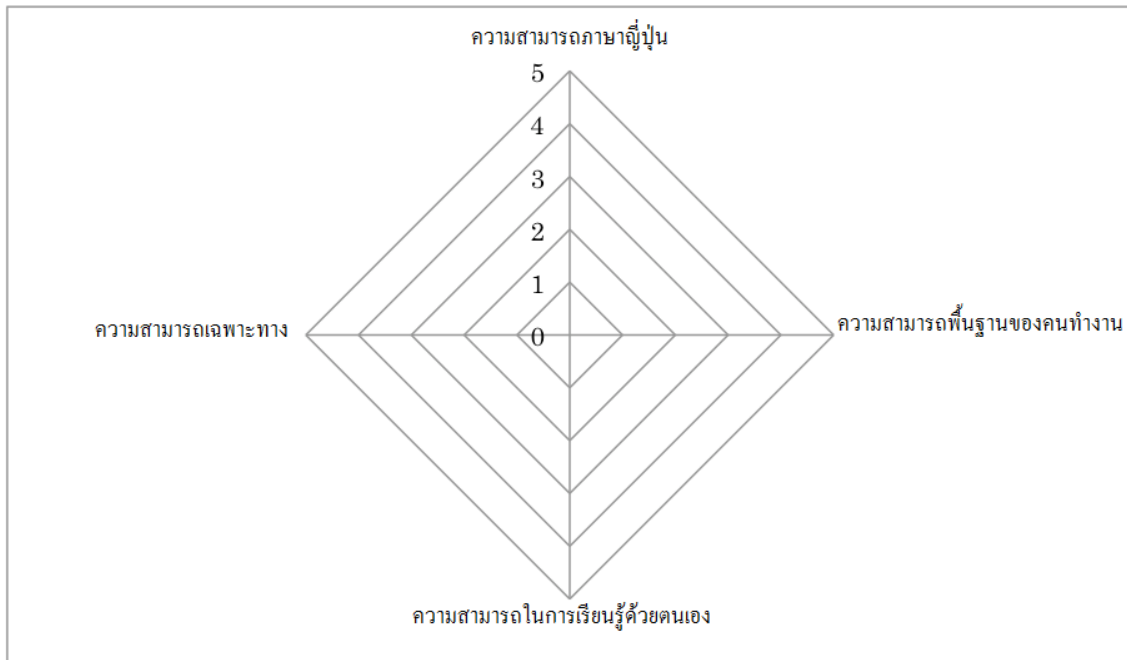 ความสามารถภาษาญี่ปุ่น
5
4
3
2
1
0
ความสามารถเฉพาะทาง
ความสามารถพื้นฐานของคนทำงาน
ความสามารถในการเรียนรู้ด้วยตนเอง